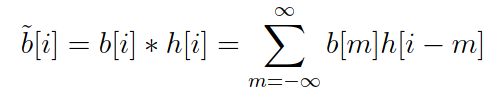 b̃[i] = b[i] ∗ h[i] = ∑_{m=−∞}^{∞} b[m]h[i − m]